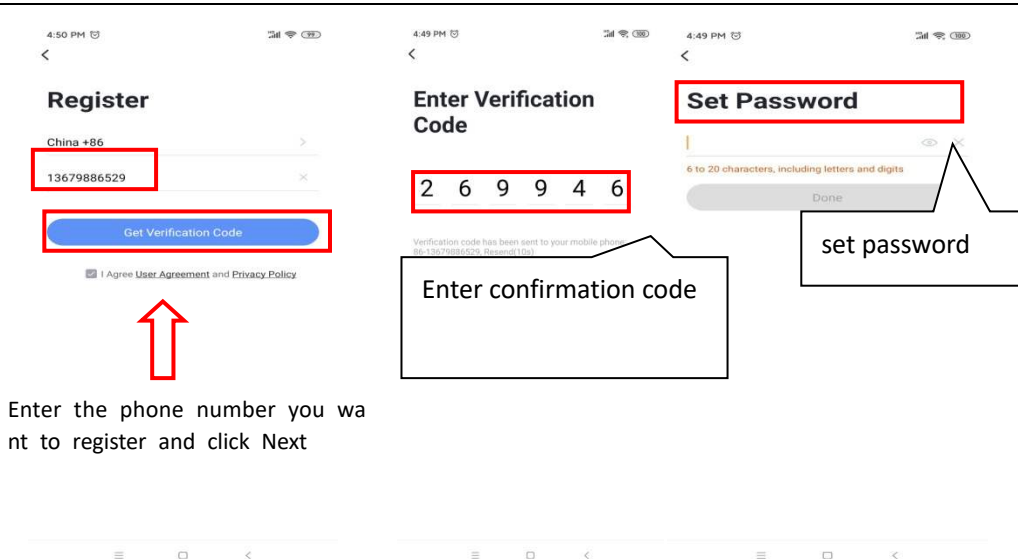 4:50 PM
99
Register
China +86
13679886529
Get Verification Code
I Agree User Agreement and Privacy Policy
Enter the phone number you wa
nt to register and click Next
4:49 PM
100
Enter Verification
Code
2 6 9 9 4 6
Verification code has been sent to your mobile phone
86-13679886529, Resend(10s)
Enter confirmation code
4:49 PM
100
Set Password
6 to 20 characters, including letters and digits
Done
set password